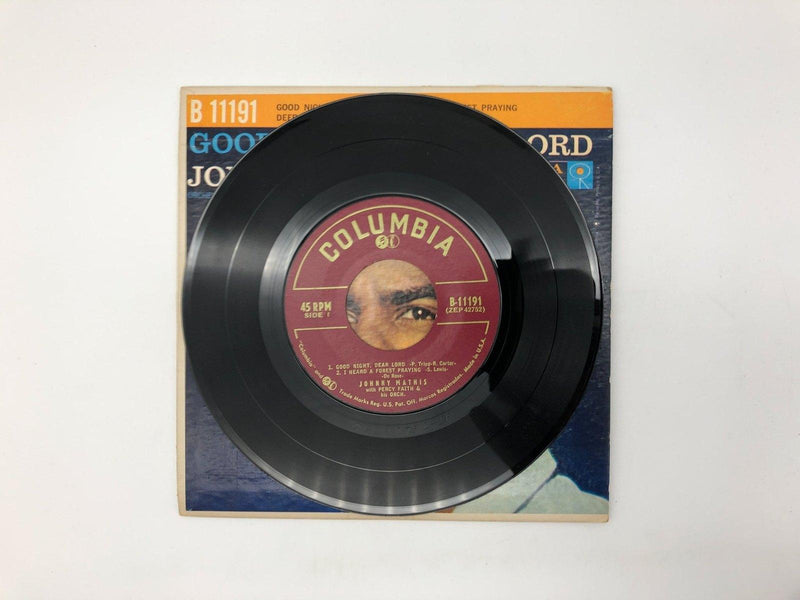 B 11191
GOOD NIG
EST PRAYING
DEEP
GOOD
ORD
JO
A
COLUMBIA
45 RPM
SIDE 1
B-11191
(ZEP 42752)
1. GOOD NIGHT, DEAR LORD -P. Tripp-R. Carter-
2. I HEARD A FOREST PRAYING -S. Lewis-
-De Rose-
JOHNNY MATHIS
with PERCY FAITH &
his ORCH.
"Columbia" and Trade Marks Reg. U.S. Pat. Off. Marcas Registradas. Made in U.S.A.